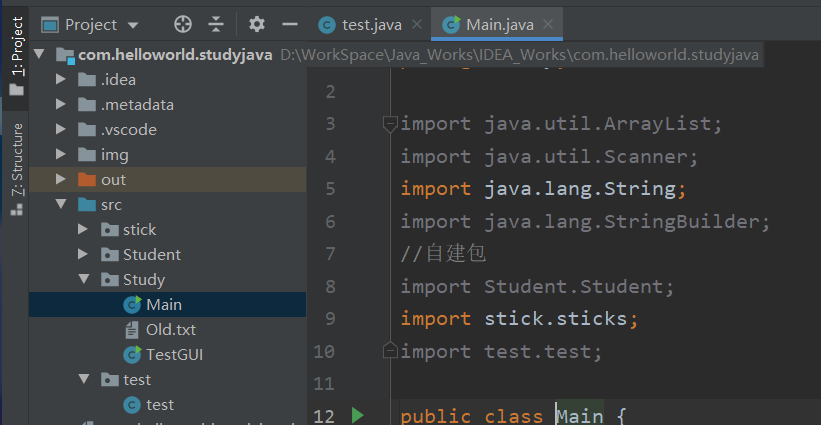 Project
test.java
Main.java
1: Project
Z: Structure
com.helloworld.studyjava D:\WorkSpace\Java_Works\IDEA_Works\com.helloworld.studyjava
.idea
.metadata
.vscode
img
out
src
stick
Student
Study
Main
Old.txt
TestGUI
test
test
2
3 import java.util.ArrayList;
4 import java.util.Scanner;
5 import java.lang.String;
6 import java.lang.StringBuilder;
7 //自建包
8 import Student.Student;
9 import stick.sticks;
10 import test.test;
11
12 public class Main {